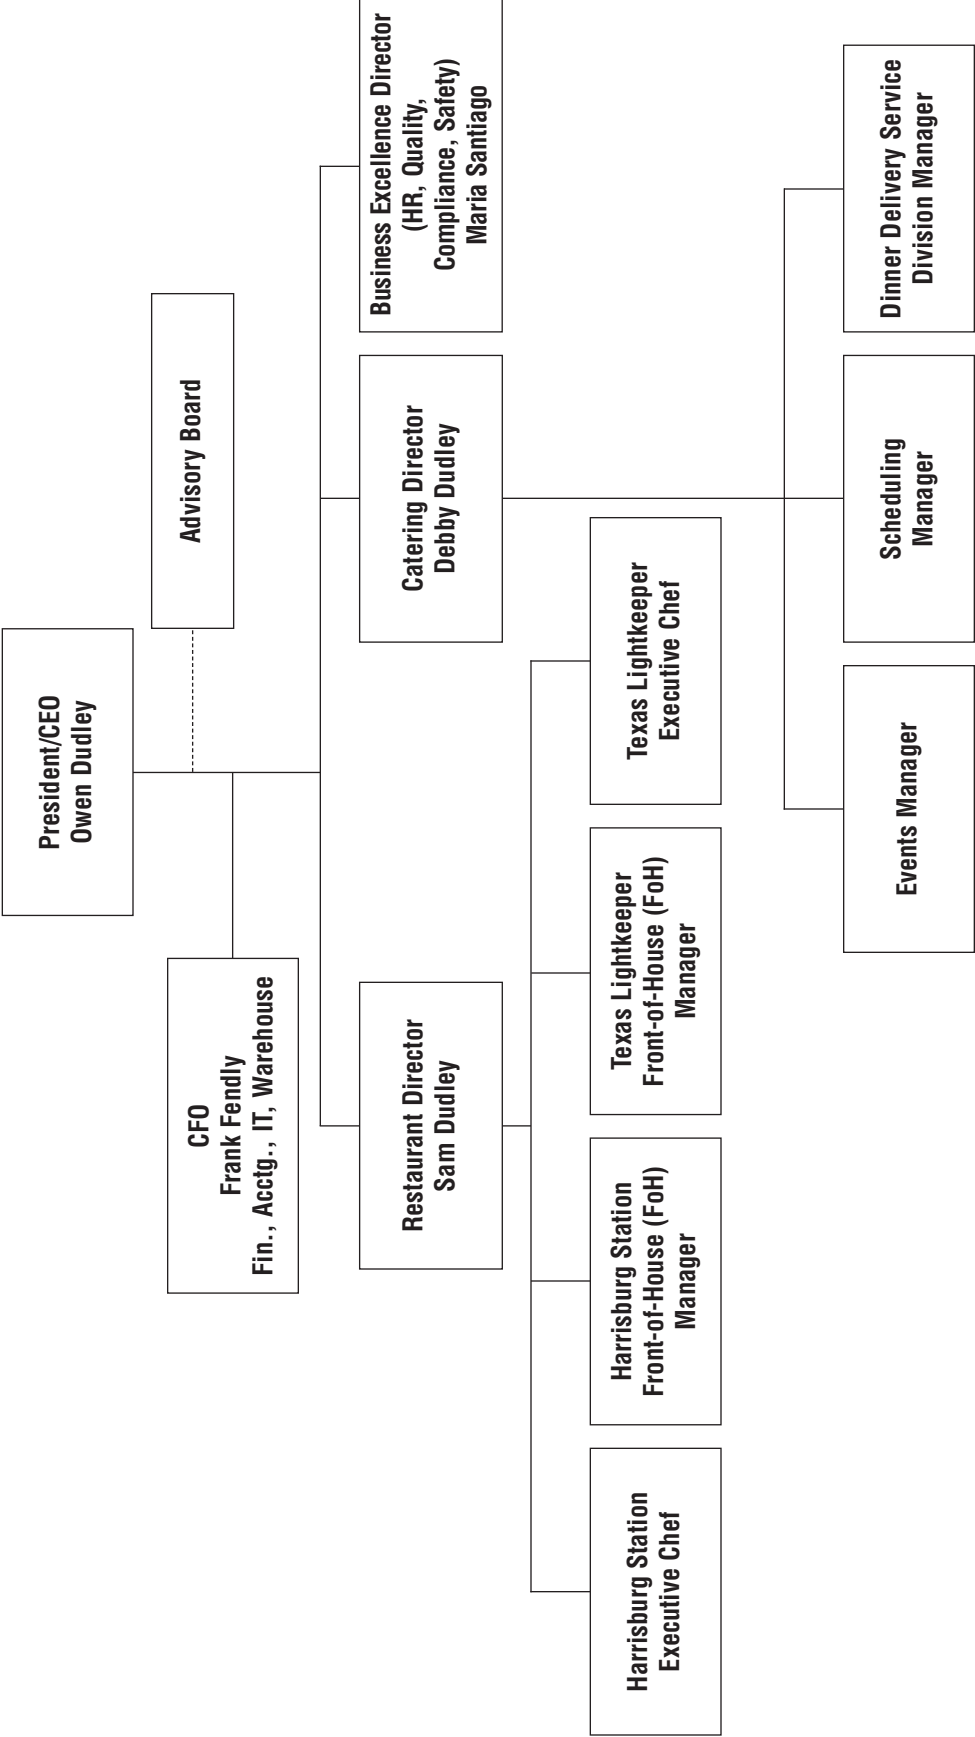 President/CEO
Owen Dudley
Advisory Board
CFO
Frank Fendly
Fin., Acctg., IT, Warehouse
Restaurant Director
Sam Dudley
Catering Director
Debby Dudley
Business Excellence Director
(HR, Quality,
Compliance, Safety)
Maria Santiago
Harrisburg Station
Executive Chef
Harrisburg Station
Front-of-House (FoH)
Manager
Texas Lightkeeper
Front-of-House (FoH)
Manager
Texas Lightkeeper
Executive Chef
Events Manager
Scheduling
Manager
Dinner Delivery Service
Division Manager